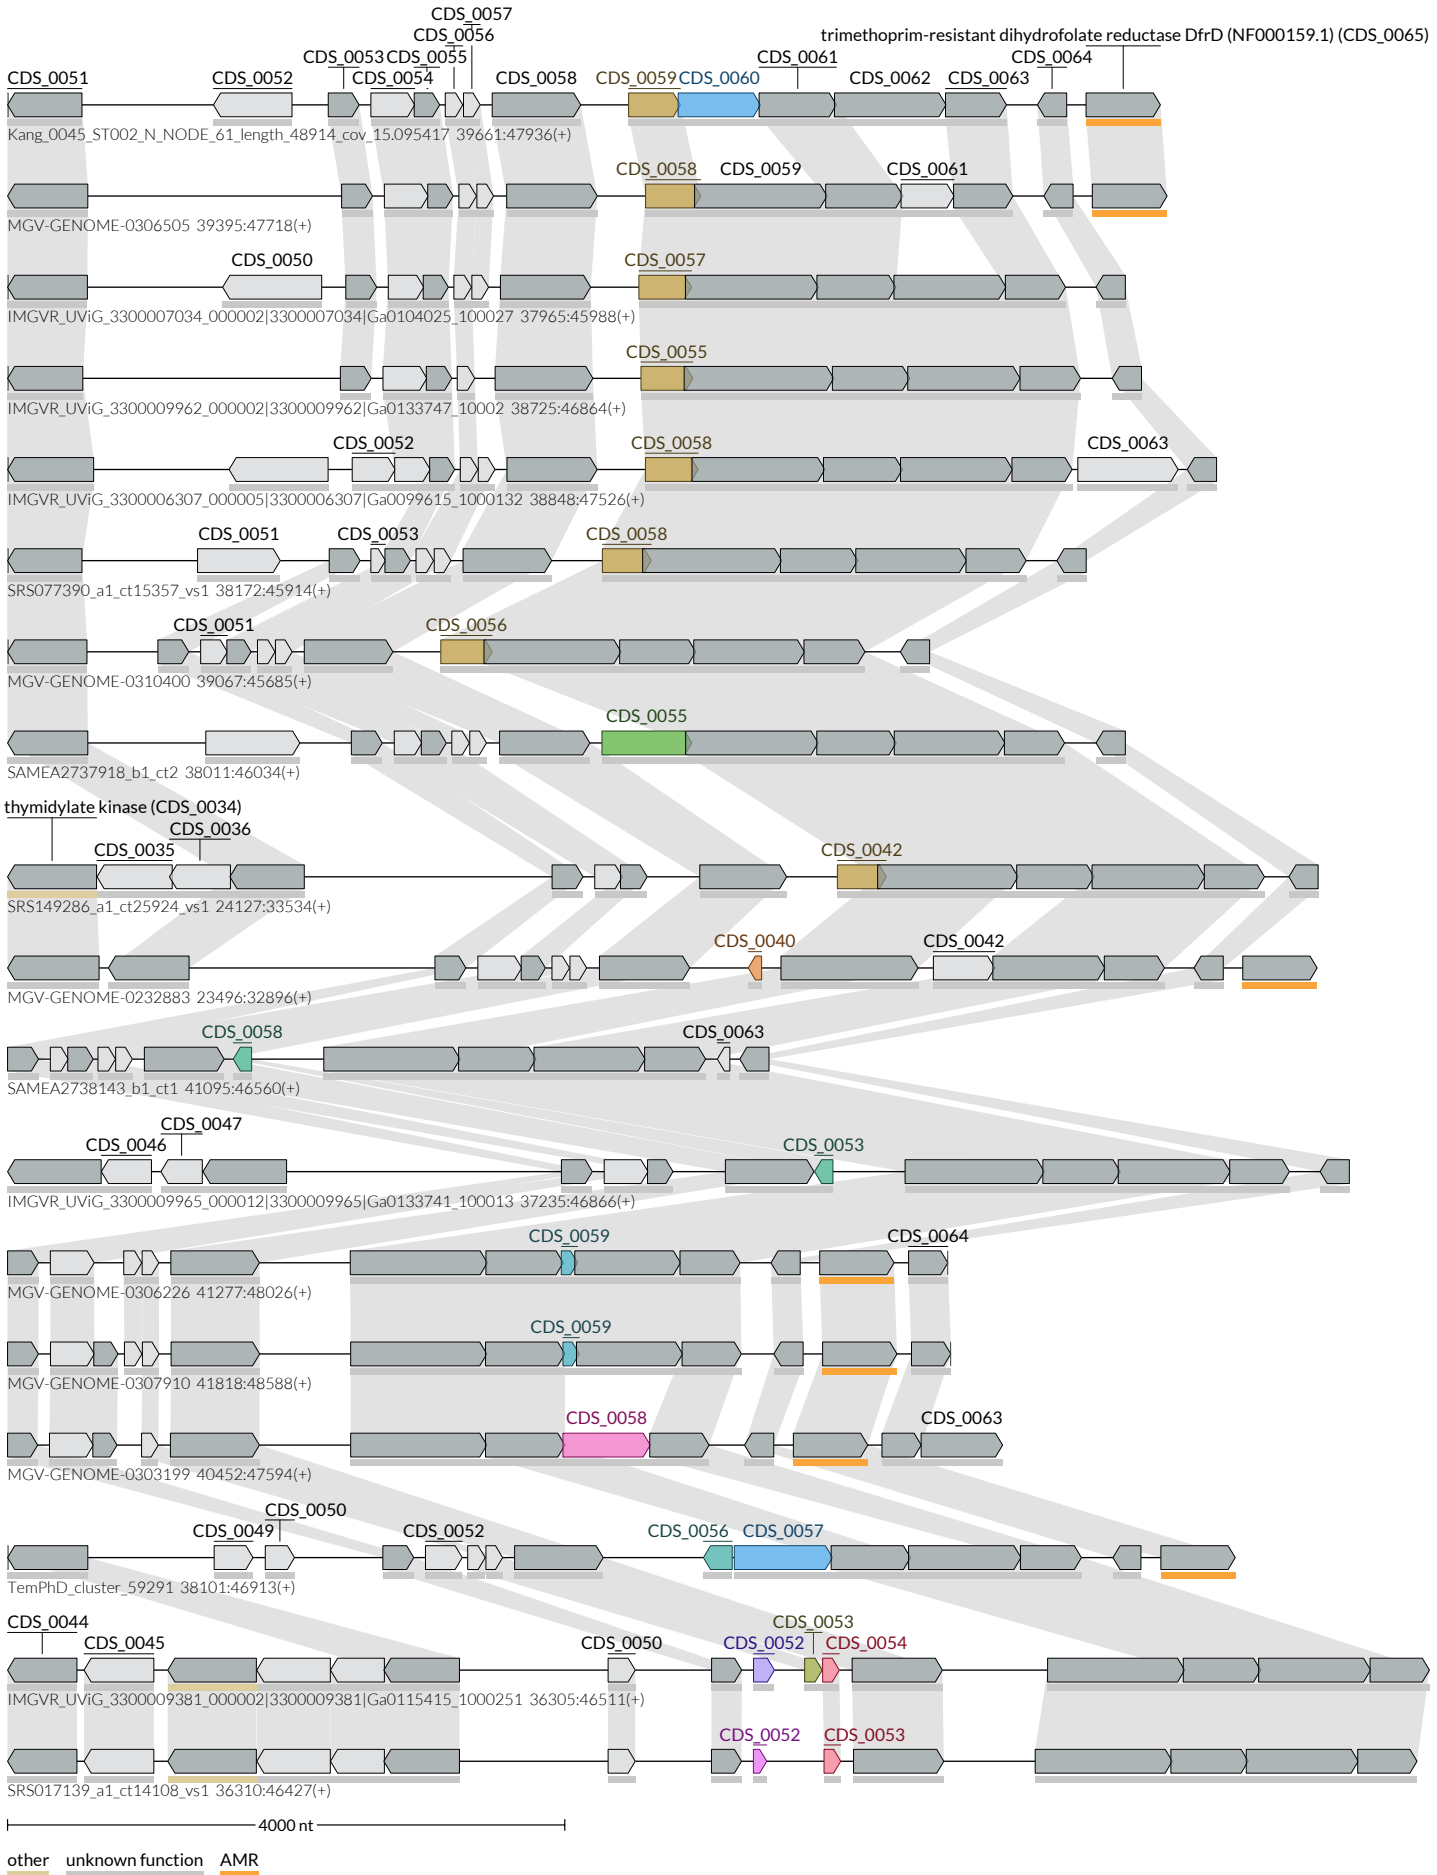 CDS_0057
CDS_0056
trimethoprim-resistant dihydrofolate reductase DfrD (NF000159.1) (CDS_0065)
CDS_0053 CDS_0055 CDS_0061 CDS_0064
CDS_0051 CDS_0052 CDS_0054 CDS_0058 CDS_0059 CDS_0060 CDS_0062 CDS_0063
Kang_0045_ST002_N_NODE_61_length_48914_cov_15.095417 39661:47936(+)
CDS_0058 CDS_0059 CDS_0061
MGV-GENOME-0306505 39395:47718(+)
CDS_0050 CDS_0057
IMGVR_UViG_3300007034_000002|3300007034|Ga0104025_100027 37965:45988(+)
CDS_0055
IMGVR_UViG_3300009962_000002|3300009962|Ga0133747_10002 38725:46864(+)
CDS_0052 CDS_0058 CDS_0063
IMGVR_UViG_3300006307_000005|3300006307|Ga0099615_1000132 38848:47526(+)
CDS_0051 CDS_0053 CDS_0058
SRS077390_a1_ct15357_vs1 38172:45914(+)
CDS_0051 CDS_0056
MGV-GENOME-0310400 39067:45685(+)
CDS_0055
SAMEA2737918_b1_ct2 38011:46034(+)
thymidylate kinase (CDS_0034)
CDS_0036
CDS_0035 CDS_0042
SRS149286_a1_ct25924_vs1 24127:33534(+)
CDS_0040 CDS_0042
MGV-GENOME-0232883 23496:32896(+)
CDS_0058 CDS_0063
SAMEA2738143_b1_ct1 41095:46560(+)
CDS_0047
CDS_0046 CDS_0053
IMGVR_UViG_3300009965_000012|3300009965|Ga0133741_100013 37235:46866(+)
CDS_0059 CDS_0064
MGV-GENOME-0306226 41277:48026(+)
CDS_0059
MGV-GENOME-0307910 41818:48588(+)
CDS_0058 CDS_0063
MGV-GENOME-0303199 40452:47594(+)
CDS_0050
CDS_0049 CDS_0052 CDS_0056 CDS_0057
TemPhD_cluster_59291 38101:46913(+)
CDS_0044 CDS_0053
CDS_0045 CDS_0050 CDS_0052 CDS_0054
IMGVR_UViG_3300009381_000002|3300009381|Ga0115415_1000251 36305:46511(+)
CDS_0052 CDS_0053
SRS017139_a1_ct14108_vs1 36310:46427(+)
4000 nt
other unknown function AMR